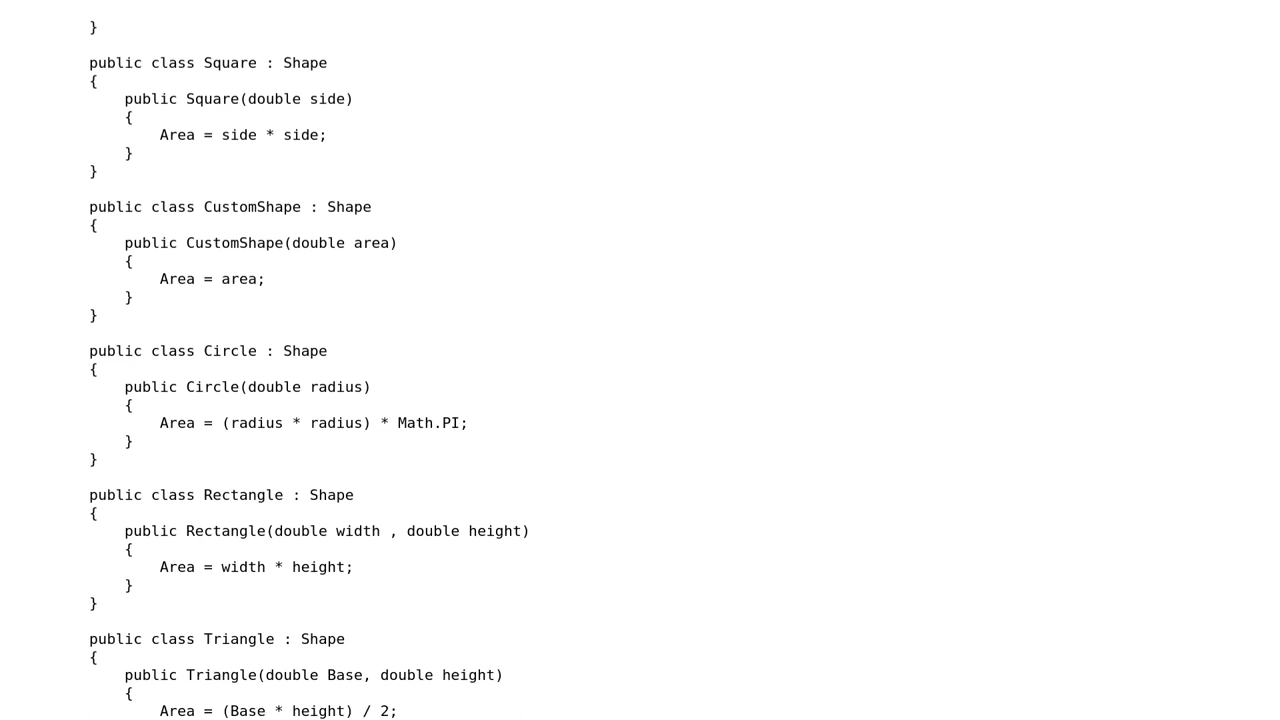 }
public class Square : Shape
{
    public Square(double side)
    {
        Area = side * side;
    }
}
public class CustomShape : Shape
{
    public CustomShape(double area)
    {
        Area = area;
    }
}
public class Circle : Shape
{
    public Circle(double radius)
    {
        Area = (radius * radius) * Math.PI;
    }
}
public class Rectangle : Shape
{
    public Rectangle(double width , double height)
    {
        Area = width * height;
    }
}
public class Triangle : Shape
{
    public Triangle(double Base, double height)
    {
        Area = (Base * height) / 2;